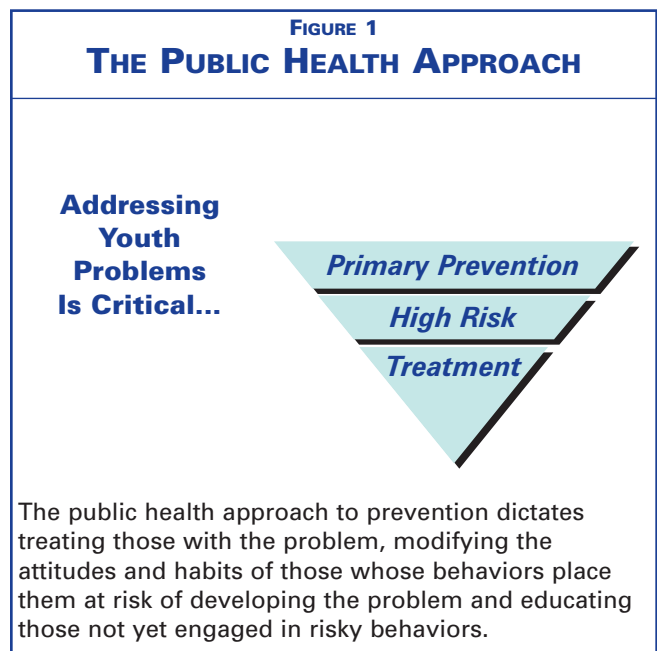 FIGURE 1
THE PUBLIC HEALTH APPROACH
Addressing
Youth
Problems
Is Critical...
Primary Prevention
High Risk
Treatment
The public health approach to prevention dictates
treating those with the problem, modifying the
attitudes and habits of those whose behaviors place
them at risk of developing the problem and educating
those not yet engaged in risky behaviors.